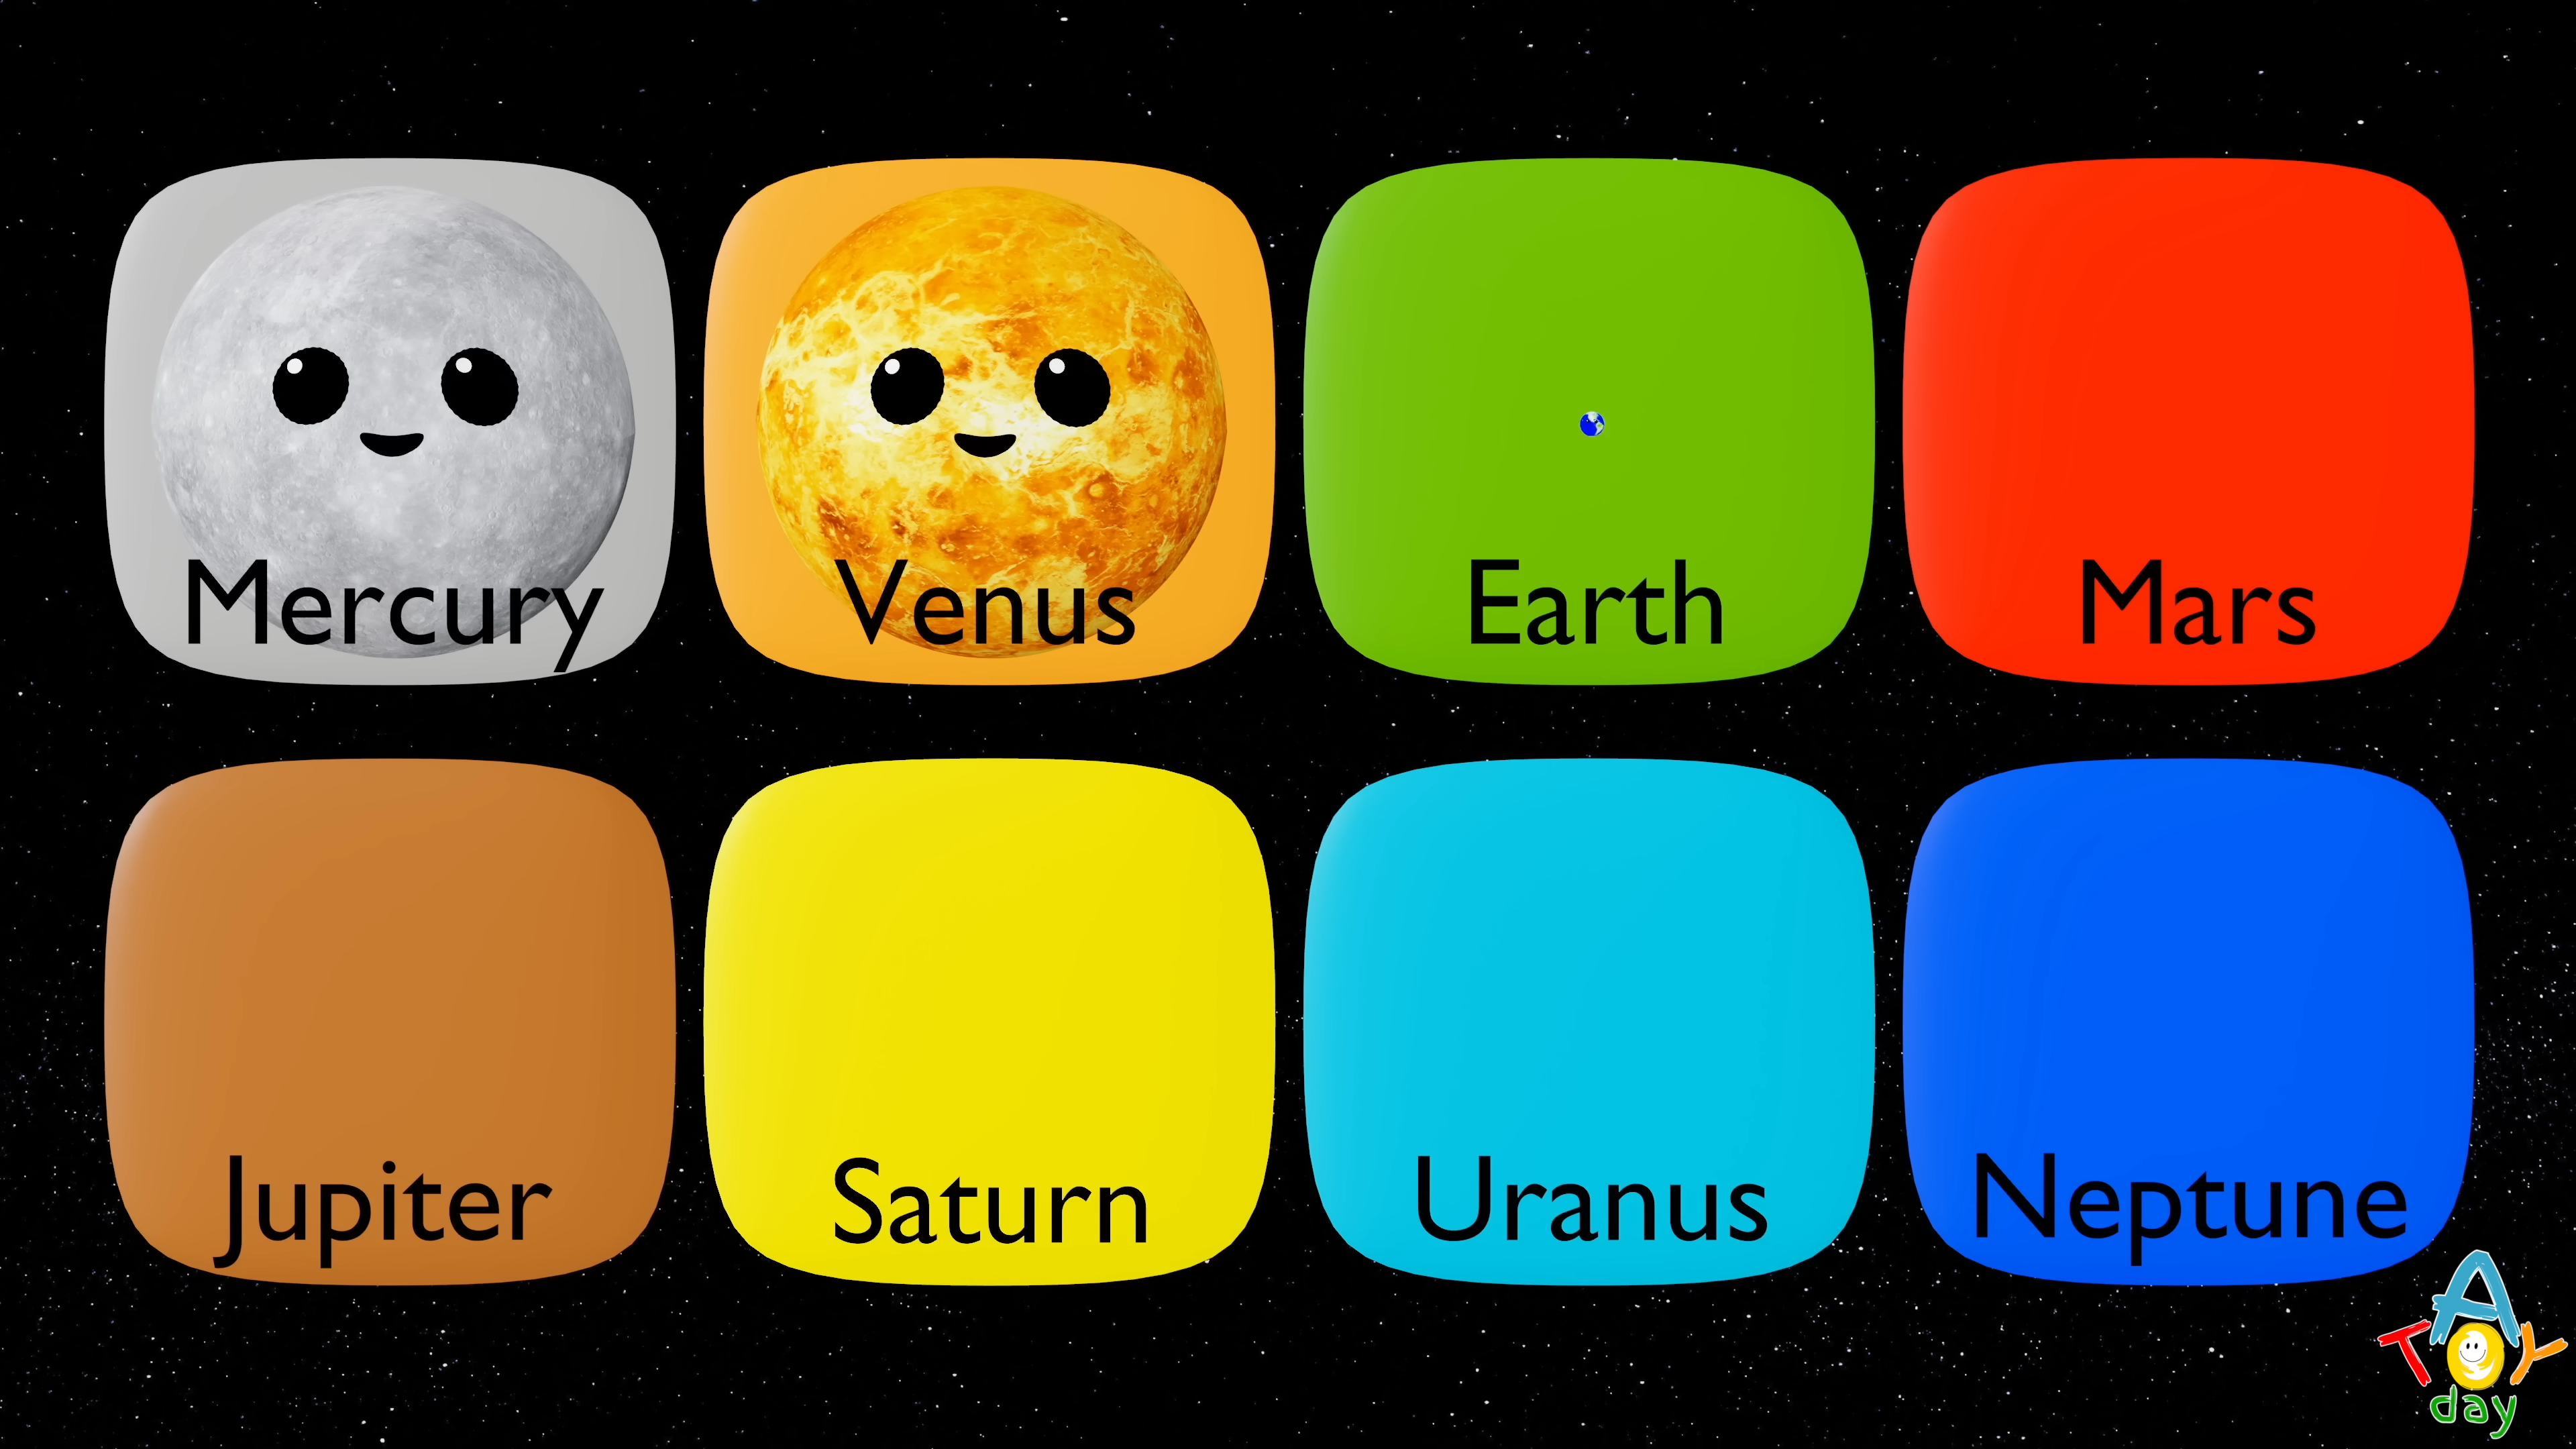 Mercury
Venus
Earth
Mars
Jupiter
Saturn
Uranus
Neptune
A
TOY
day